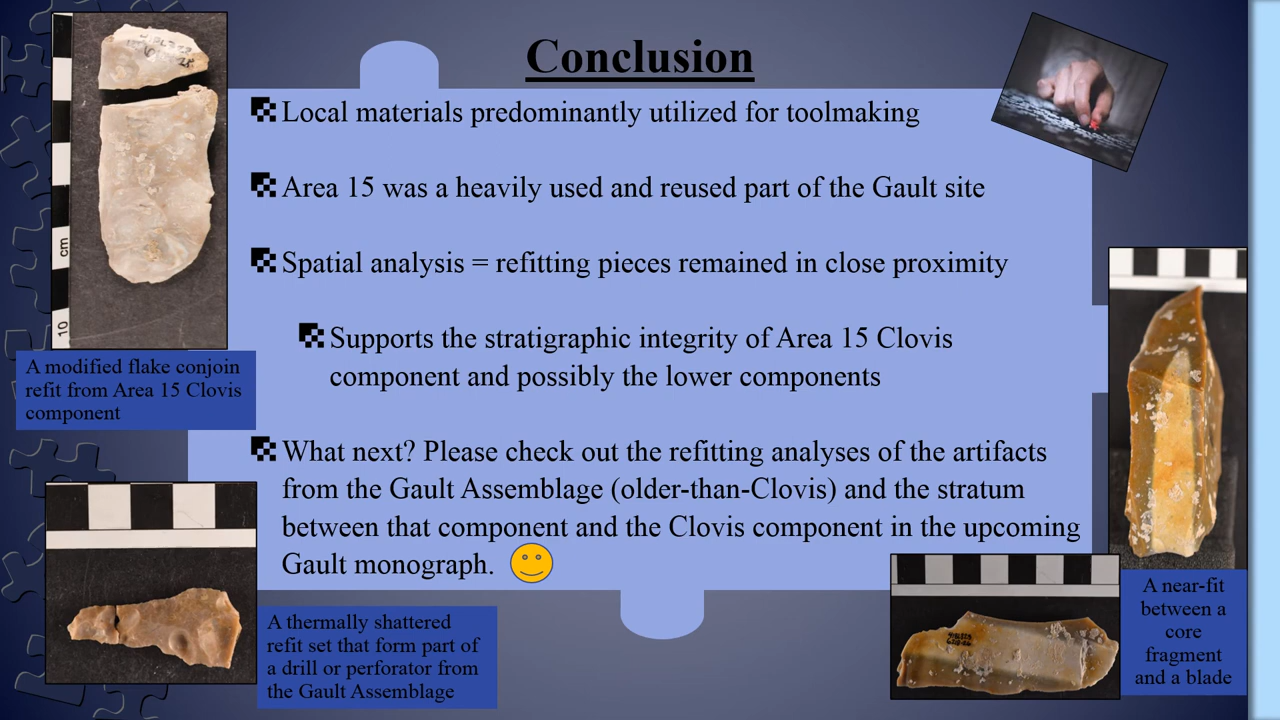 Conclusion
Local materials predominantly utilized for toolmaking
Area 15 was a heavily used and reused part of the Gault site
Spatial analysis = refitting pieces remained in close proximity
Supports the stratigraphic integrity of Area 15 Clovis
component and possibly the lower components
What next? Please check out the refitting analyses of the artifacts
from the Gault Assemblage (older-than-Clovis) and the stratum
between that component and the Clovis component in the upcoming
Gault monograph.
cm
10
A modified flake conjoin
refit from Area 15 Clovis
component
A thermally shattered
refit set that form part of
a drill or perforator from
the Gault Assemblage
A near-fit
between a
core
fragment
and a blade